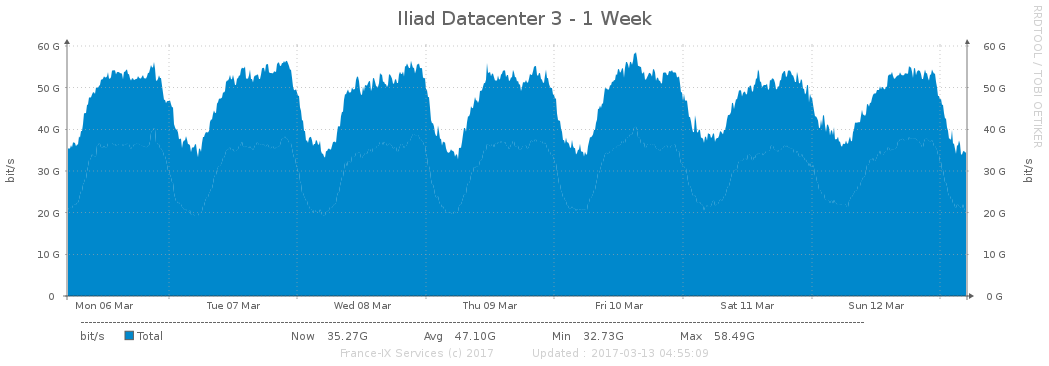 Iliad Datacenter 3 - 1 Week
RRDTOOL / TOBI OETIKER
60 G 60 G
50 G 50 G
40 G 40 G
30 G 30 G
20 G 20 G
10 G 10 G
0 0 G
bit/s bit/s
Mon 06 Mar Tue 07 Mar Wed 08 Mar Thu 09 Mar Fri 10 Mar Sat 11 Mar Sun 12 Mar
bit/s Total Now 35.27G Avg 47.10G Min 32.73G Max 58.49G
France-IX Services (c) 2017 Updated : 2017-03-13 04:55:09